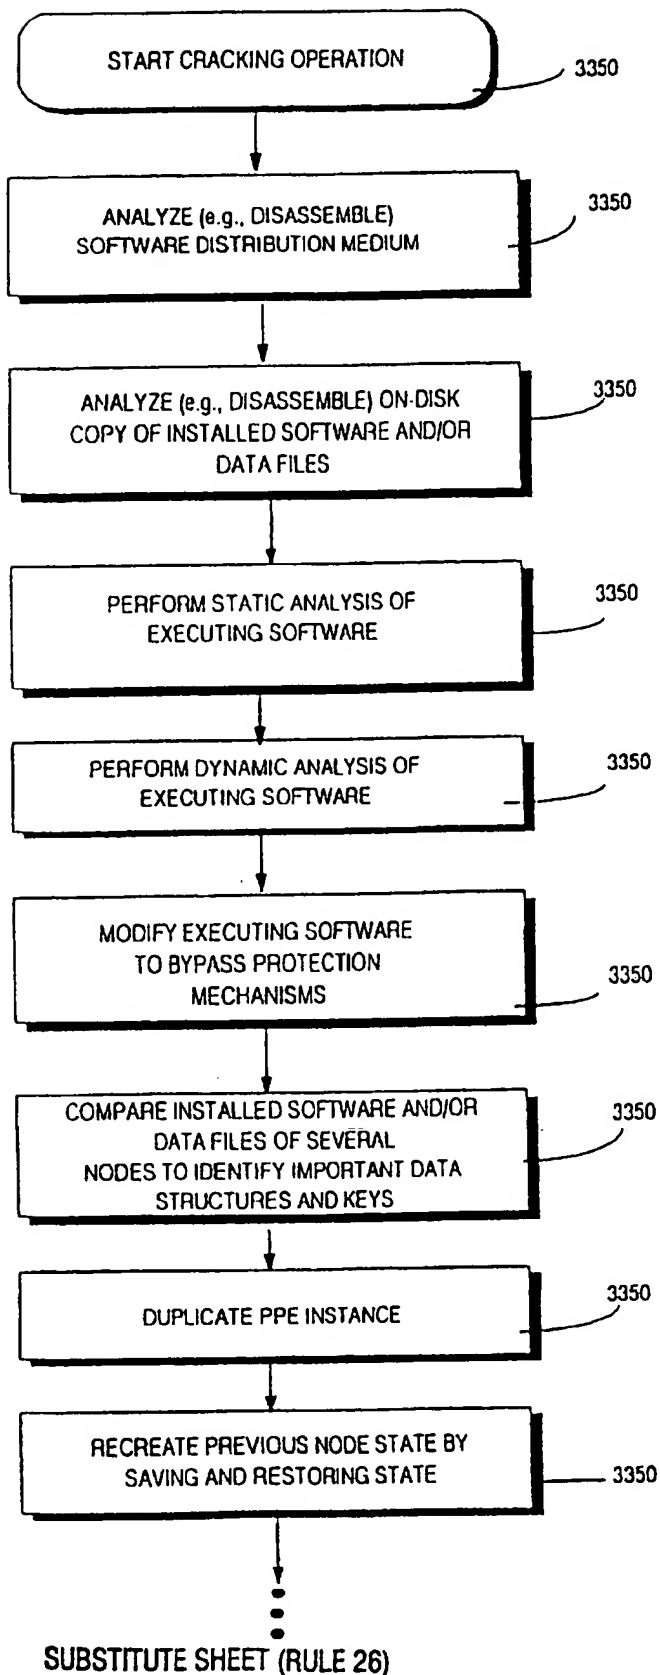 START CRACKING OPERATION
3350
ANALYZE (e.g., DISASSEMBLE)
SOFTWARE DISTRIBUTION MEDIUM
3350
ANALYZE (e.g., DISASSEMBLE) ON-DISK
COPY OF INSTALLED SOFTWARE AND/OR
DATA FILES
3350
PERFORM STATIC ANALYSIS OF
EXECUTING SOFTWARE
3350
PERFORM DYNAMIC ANALYSIS OF
EXECUTING SOFTWARE
3350
MODIFY EXECUTING SOFTWARE
TO BYPASS PROTECTION
MECHANISMS
3350
COMPARE INSTALLED SOFTWARE AND/OR
DATA FILES OF SEVERAL
NODES TO IDENTIFY IMPORTANT DATA
STRUCTURES AND KEYS
3350
DUPLICATE PPE INSTANCE
3350
RECREATE PREVIOUS NODE STATE BY
SAVING AND RESTORING STATE
3350
SUBSTITUTE SHEET (RULE 26)